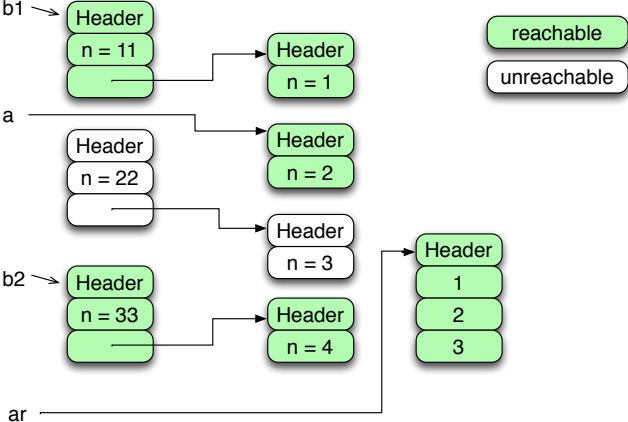 b1
Header
n = 11
Header
n = 1
reachable
unreachable
a
Header
n = 2
Header
n = 22
Header
n = 3
b2
Header
n = 33
Header
n = 4
Header
1
2
3
ar